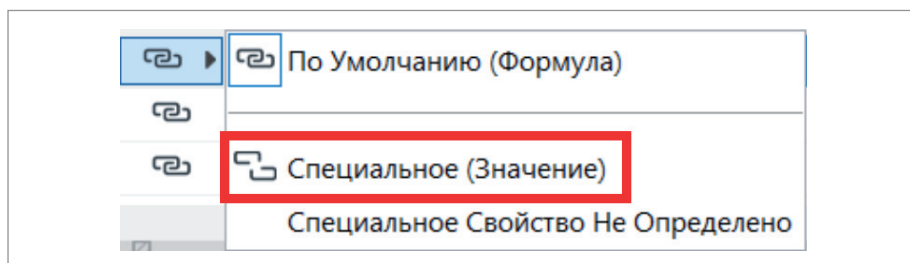 По Умолчанию (Формула)
Специальное (Значение)
Специальное Свойство Не Определено